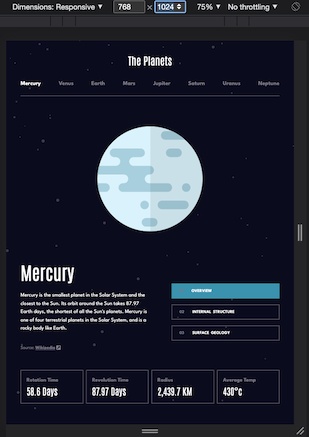 Dimensions: Responsive ▼ 768 × 1024 75% ▼ No throttling ▼
The Planets
Mercury Venus Earth Mars Jupiter Saturn Uranus Neptune
Mercury
Mercury is the smallest planet in the Solar System and the
closest to the Sun. Its orbit around the Sun takes 87.97
Earth days, the shortest of all the Sun's planets. Mercury is
one of four terrestrial planets in the Solar System, and is a
rocky body like Earth.
Source: Wikipedia
OVERVIEW
02 INTERNAL STRUCTURE
03 SURFACE GEOLOGY
Rotation Time
58.6 Days
Revolution Time
87.97 Days
Radius
2,439.7 KM
Average Temp
430°c